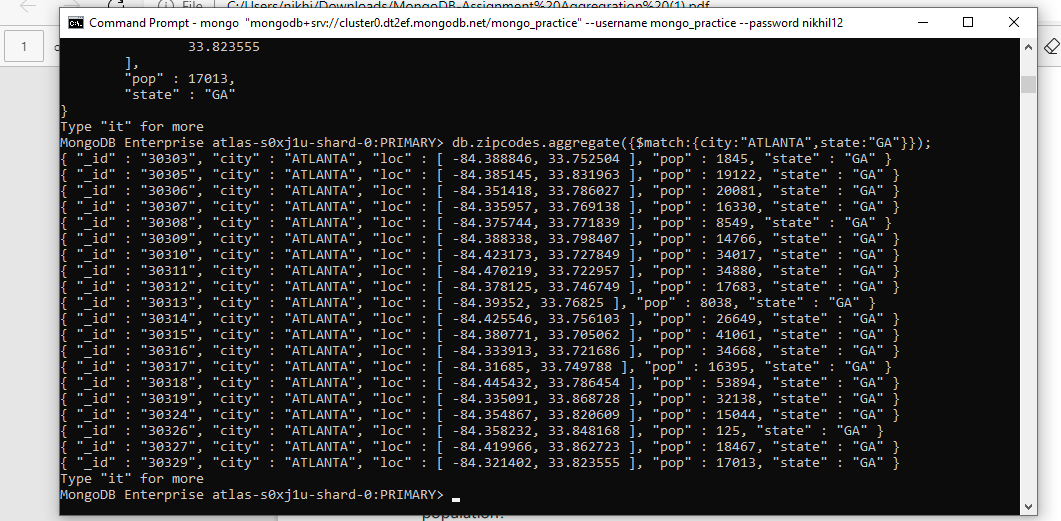 File
C:/Users/nikhi/Downloads/MongoDB-Assignment%20Aggregration%20(1).pdf
Command Prompt - mongo "mongodb+srv://cluster0.dt2ef.mongodb.net/mongo_practice" --username mongo_practice --password nikhil12
1
33.823555
],
"pop" : 17013,
"state" : "GA"
}
Type "it" for more
MongoDB Enterprise atlas-s0xj1u-shard-0:PRIMARY> db.zipcodes.aggregate({$match:{city:"ATLANTA",state:"GA"}});
{ "_id" : "30303", "city" : "ATLANTA", "loc" : [ -84.388846, 33.752504 ], "pop" : 1845, "state" : "GA" }
{ "_id" : "30305", "city" : "ATLANTA", "loc" : [ -84.385145, 33.831963 ], "pop" : 19122, "state" : "GA" }
{ "_id" : "30306", "city" : "ATLANTA", "loc" : [ -84.351418, 33.786027 ], "pop" : 20081, "state" : "GA" }
{ "_id" : "30307", "city" : "ATLANTA", "loc" : [ -84.335957, 33.769138 ], "pop" : 16330, "state" : "GA" }
{ "_id" : "30308", "city" : "ATLANTA", "loc" : [ -84.375744, 33.771839 ], "pop" : 8549, "state" : "GA" }
{ "_id" : "30309", "city" : "ATLANTA", "loc" : [ -84.388338, 33.798407 ], "pop" : 14766, "state" : "GA" }
{ "_id" : "30310", "city" : "ATLANTA", "loc" : [ -84.423173, 33.727849 ], "pop" : 34017, "state" : "GA" }
{ "_id" : "30311", "city" : "ATLANTA", "loc" : [ -84.470219, 33.722957 ], "pop" : 34880, "state" : "GA" }
{ "_id" : "30312", "city" : "ATLANTA", "loc" : [ -84.378125, 33.746749 ], "pop" : 17683, "state" : "GA" }
{ "_id" : "30313", "city" : "ATLANTA", "loc" : [ -84.39352, 33.76825 ], "pop" : 8038, "state" : "GA" }
{ "_id" : "30314", "city" : "ATLANTA", "loc" : [ -84.425546, 33.756103 ], "pop" : 26649, "state" : "GA" }
{ "_id" : "30315", "city" : "ATLANTA", "loc" : [ -84.380771, 33.705062 ], "pop" : 41061, "state" : "GA" }
{ "_id" : "30316", "city" : "ATLANTA", "loc" : [ -84.333913, 33.721686 ], "pop" : 34668, "state" : "GA" }
{ "_id" : "30317", "city" : "ATLANTA", "loc" : [ -84.31685, 33.749788 ], "pop" : 16395, "state" : "GA" }
{ "_id" : "30318", "city" : "ATLANTA", "loc" : [ -84.445432, 33.786454 ], "pop" : 53894, "state" : "GA" }
{ "_id" : "30319", "city" : "ATLANTA", "loc" : [ -84.335091, 33.868728 ], "pop" : 32138, "state" : "GA" }
{ "_id" : "30324", "city" : "ATLANTA", "loc" : [ -84.354867, 33.820609 ], "pop" : 15044, "state" : "GA" }
{ "_id" : "30326", "city" : "ATLANTA", "loc" : [ -84.358232, 33.848168 ], "pop" : 125, "state" : "GA" }
{ "_id" : "30327", "city" : "ATLANTA", "loc" : [ -84.419966, 33.862723 ], "pop" : 18467, "state" : "GA" }
{ "_id" : "30329", "city" : "ATLANTA", "loc" : [ -84.321402, 33.823555 ], "pop" : 17013, "state" : "GA" }
Type "it" for more
MongoDB Enterprise atlas-s0xj1u-shard-0:PRIMARY>
population?